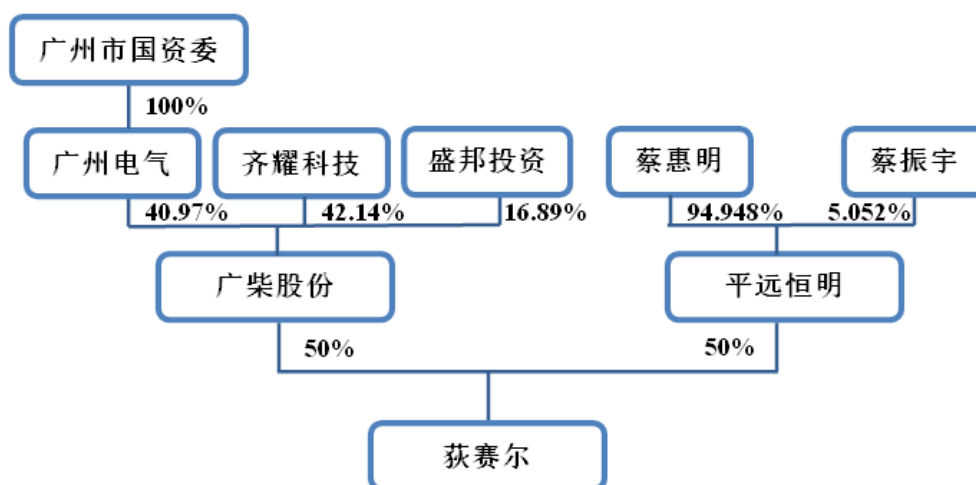 广州市国资委
100%
广州电气
齐耀科技
盛邦投资
蔡惠明
蔡振宇
40.97%
42.14%
16.89%
94.948%
5.052%
广柴股份
平远恒明
50%
50%
荻赛尔